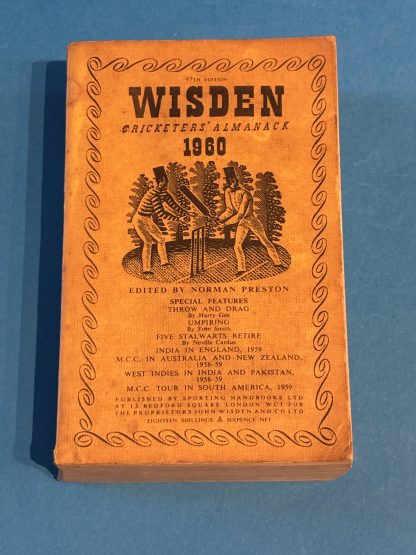 97TH EDITION
WISDEN
CRICKETERS' ALMANACK
1960
EDITED BY NORMAN PRESTON
SPECIAL FEATURES
THROW AND DRAG
By Harry Gee
UMPIRING
By Tom Smith
FIVE STALWARTS RETIRE
By Neville Cardus
INDIA IN ENGLAND, 1959
M.C.C. IN AUSTRALIA AND NEW ZEALAND,
1958-59
WEST INDIES IN INDIA AND PAKISTAN,
1958-59
M.C.C. TOUR IN SOUTH AMERICA, 1959
PUBLISHED BY SPORTING HANDBOOKS LTD
AT 13 BEDFORD SQUARE LONDON WC1 FOR
THE PROPRIETORS JOHN WISDEN AND CO LTD
EIGHTEEN SHILLINGS & SIXPENCE NET